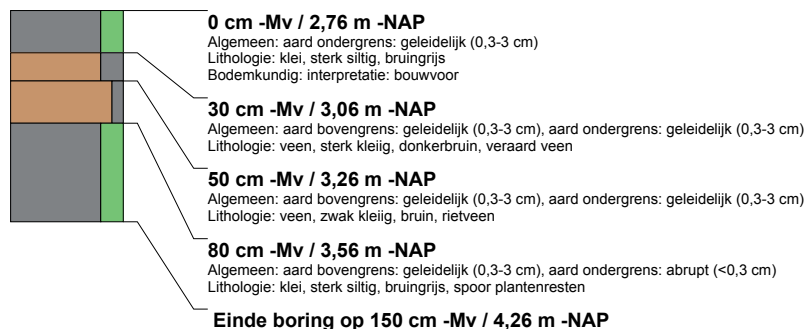 0 cm -Mv / 2,76 m -NAP
Algemeen: aard ondergrens: geleidelijk (0,3-3 cm)
Lithologie: klei, sterk siltig, bruingrijs
Bodemkundig: interpretatie: bouwvoor
30 cm -Mv / 3,06 m -NAP
Algemeen: aard bovengrens: geleidelijk (0,3-3 cm), aard ondergrens: geleidelijk (0,3-3 cm)
Lithologie: veen, sterk kleiig, donkerbruin, veraard veen
50 cm -Mv / 3,26 m -NAP
Algemeen: aard bovengrens: geleidelijk (0,3-3 cm), aard ondergrens: geleidelijk (0,3-3 cm)
Lithologie: veen, zwak kleiig, bruin, rietveen
80 cm -Mv / 3,56 m -NAP
Algemeen: aard bovengrens: geleidelijk (0,3-3 cm), aard ondergrens: abrupt (<0,3 cm)
Lithologie: klei, sterk siltig, bruingrijs, spoor plantenresten
Einde boring op 150 cm -Mv / 4,26 m -NAP